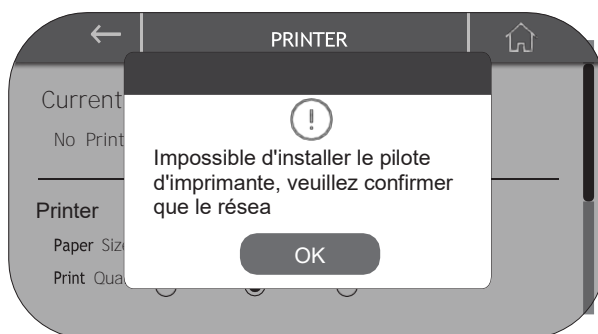 PRINTER
Current
No Print
Impossible d'installer le pilote
d'imprimante, veuillez confirmer
que le résea
Printer
Paper Size
Print Qua
OK